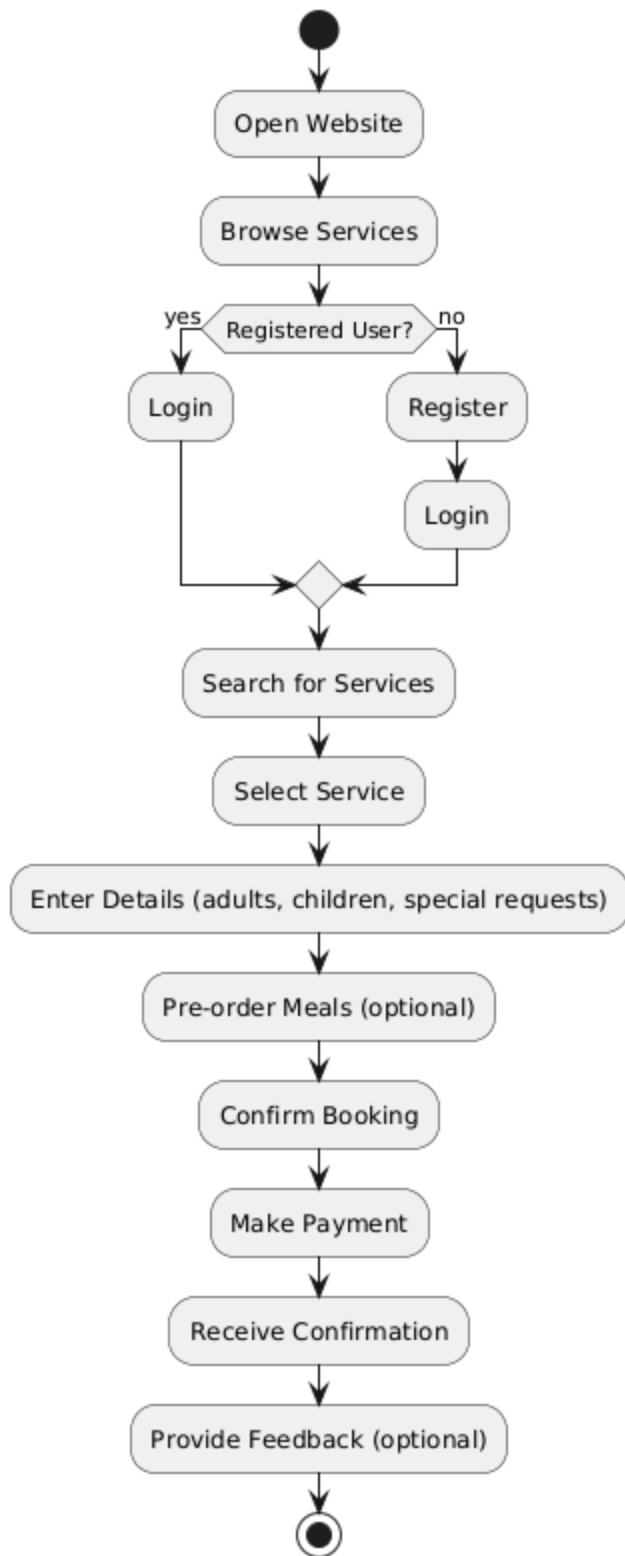 Open Website
Browse Services
yes
Registered User?
no
Login
Register
Login
Search for Services
Select Service
Enter Details (adults, children, special requests)
Pre-order Meals (optional)
Confirm Booking
Make Payment
Receive Confirmation
Provide Feedback (optional)